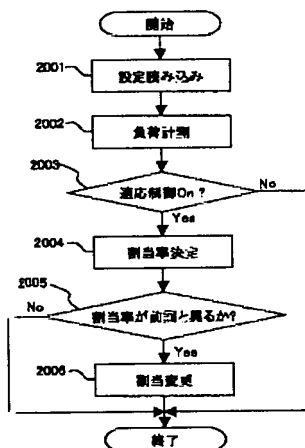 開始
2001
設定読み込み
2002
負荷計測
2003
適応制御On?
No
Yes
2004
割当率決定
2005
No
割当率が前回と異るか?
Yes
2006
割当変更
終了